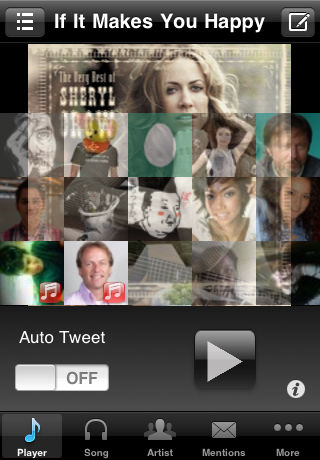 If It Makes You Happy
The Very Best of
SHERYL
CROW
Auto Tweet
OFF
Player
Song
Artist
Mentions
More